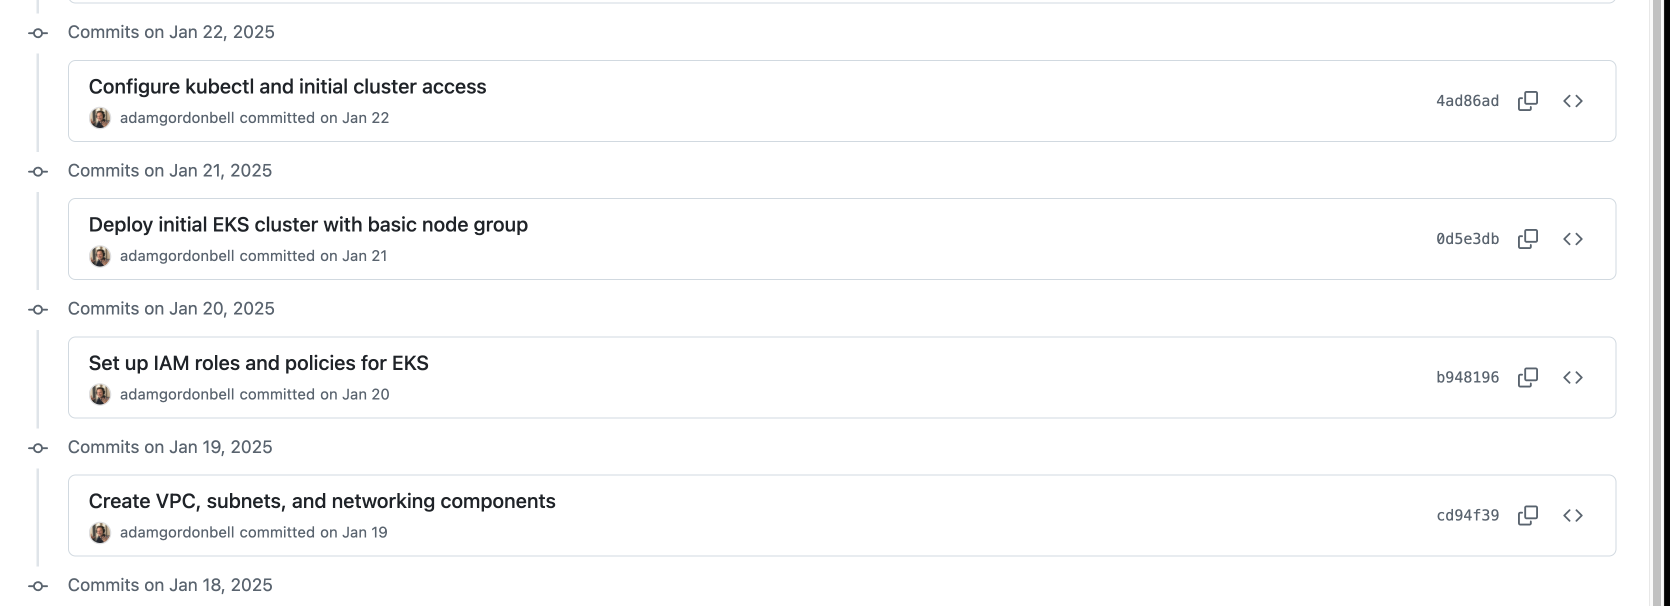 Commits on Jan 22, 2025
Configure kubectl and initial cluster access
adamgordonbell committed on Jan 22
4ad86ad
Commits on Jan 21, 2025
Deploy initial EKS cluster with basic node group
adamgordonbell committed on Jan 21
0d5e3db
Commits on Jan 20, 2025
Set up IAM roles and policies for EKS
adamgordonbell committed on Jan 20
b948196
Commits on Jan 19, 2025
Create VPC, subnets, and networking components
adamgordonbell committed on Jan 19
cd94f39
Commits on Jan 18, 2025